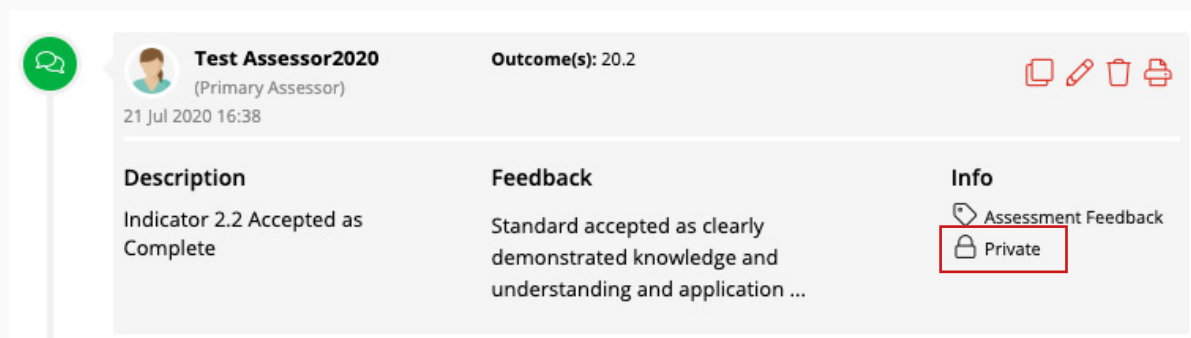 Test Assessor2020
(Primary Assessor)
21 Jul 2020 16:38
Outcome(s): 20.2
Description
Indicator 2.2 Accepted as
Complete
Feedback
Standard accepted as clearly
demonstrated knowledge and
understanding and application ...
Info
Assessment Feedback
Private